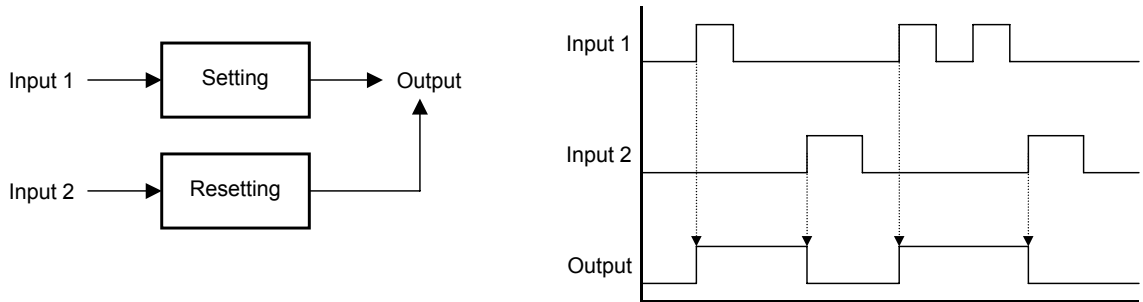 Input 1
Setting
Output
Input 2
Resetting
Input 1
Input 2
Output